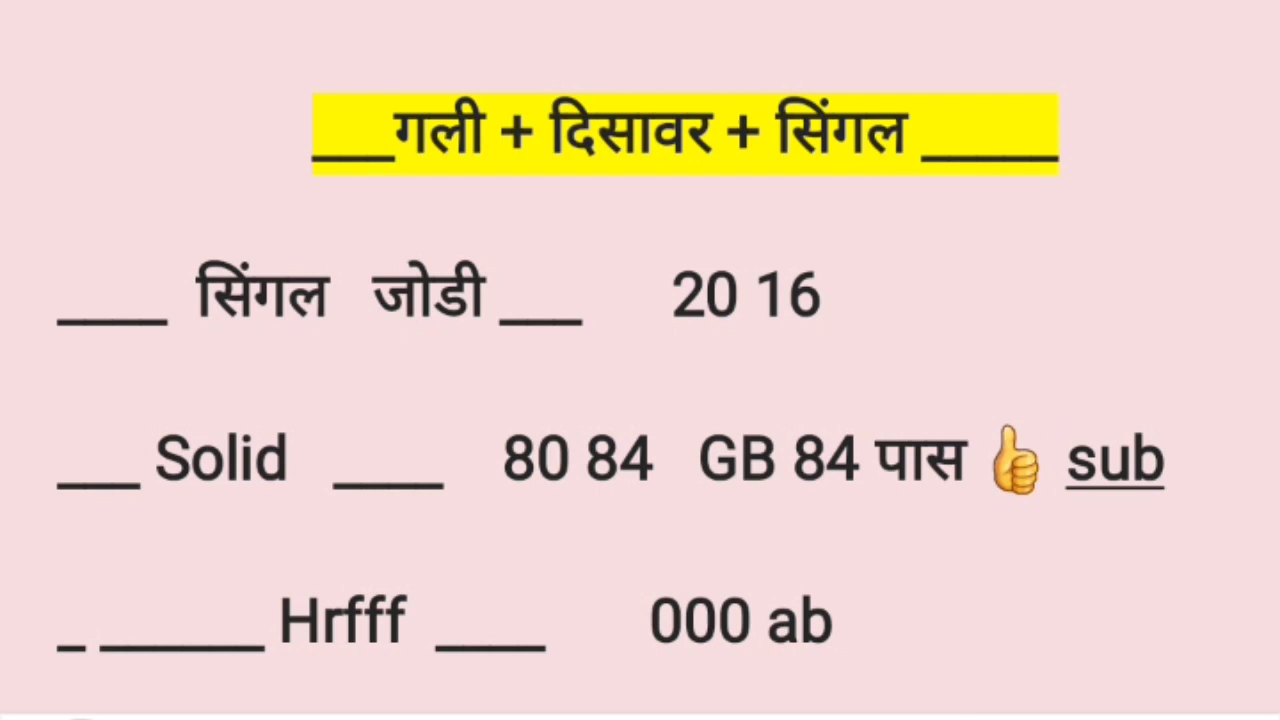 ___गली + दिसावर + सिंगल _____
____ सिंगल जोडी ___ 20 16
___ Solid ____ 80 84 GB 84 पास 👍 sub
_ ______ Hrfff ____ 000 ab